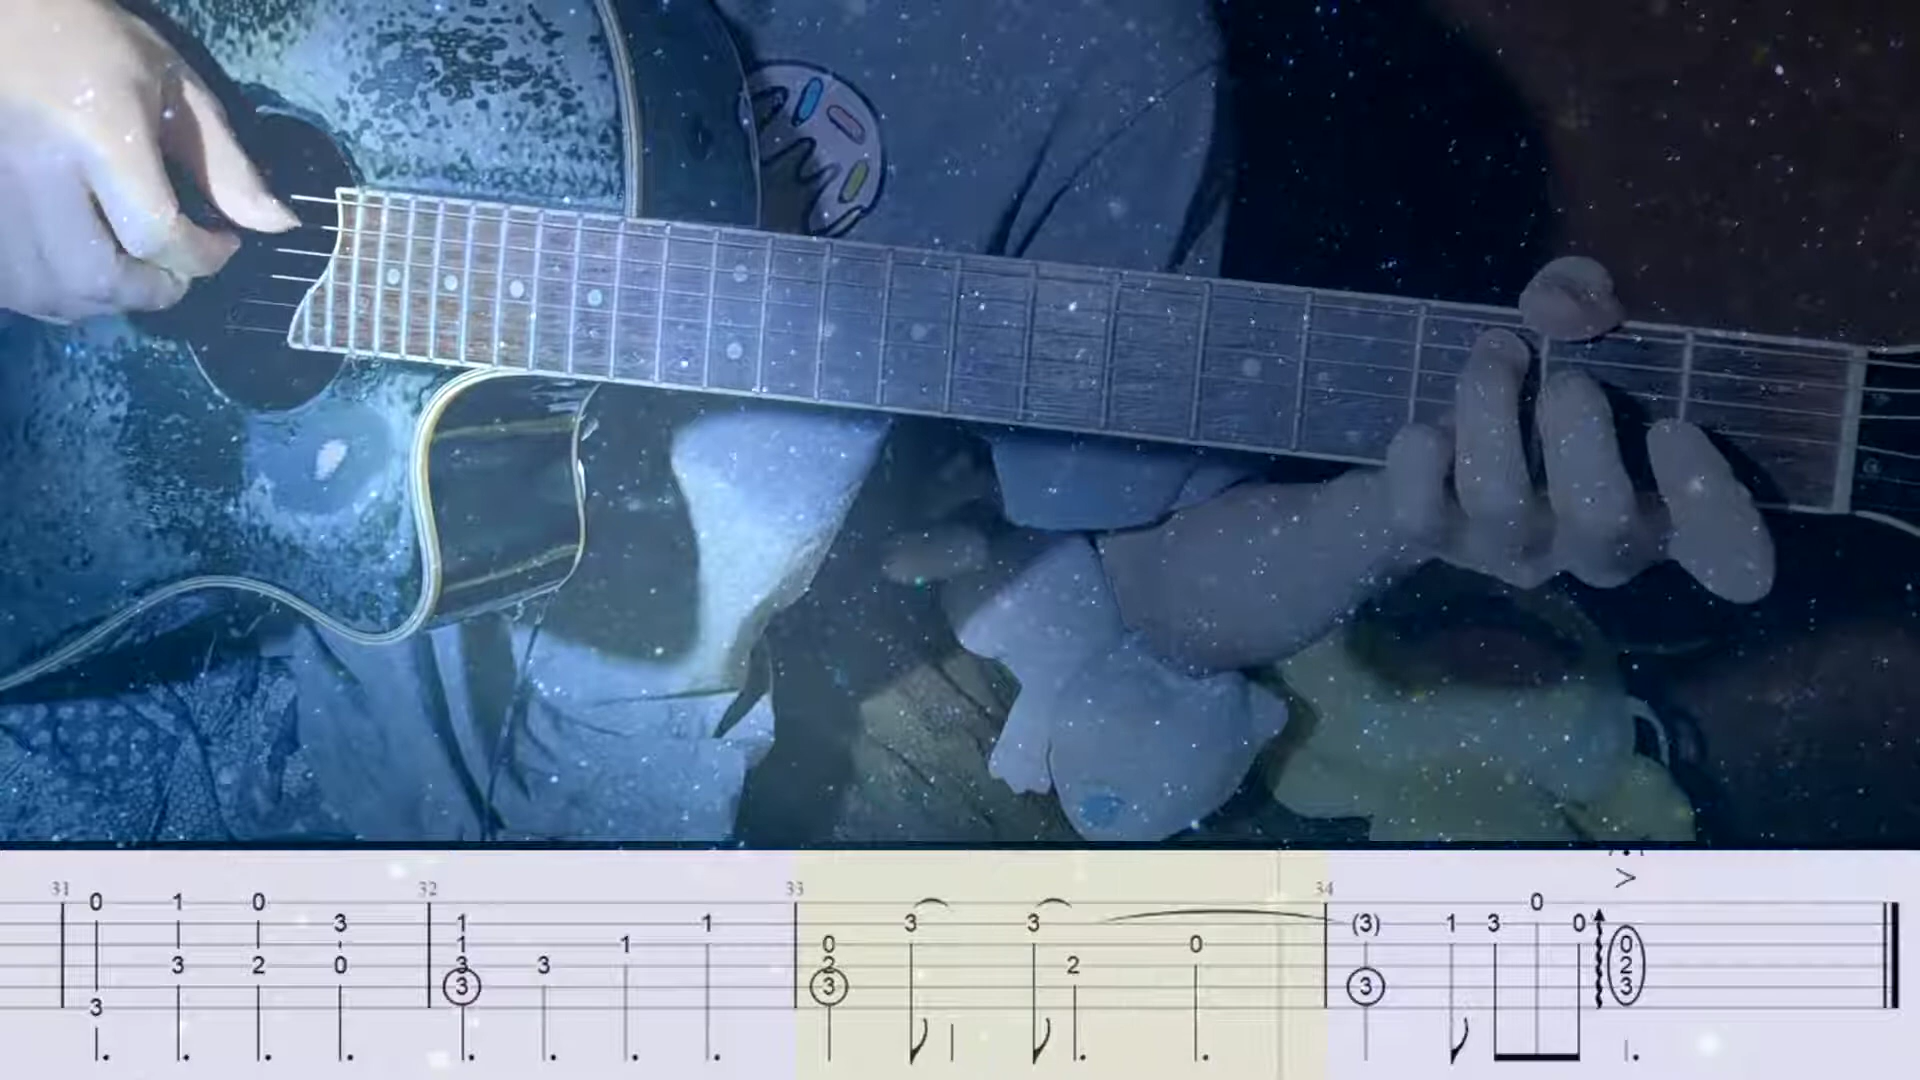 31 32 33 34
>
0 1 0 0
3 1 1 3 3 (3) 1 3 0
1 1 0 0 0
3 2 0 3 3 2 2 2
3 3 3 3
3